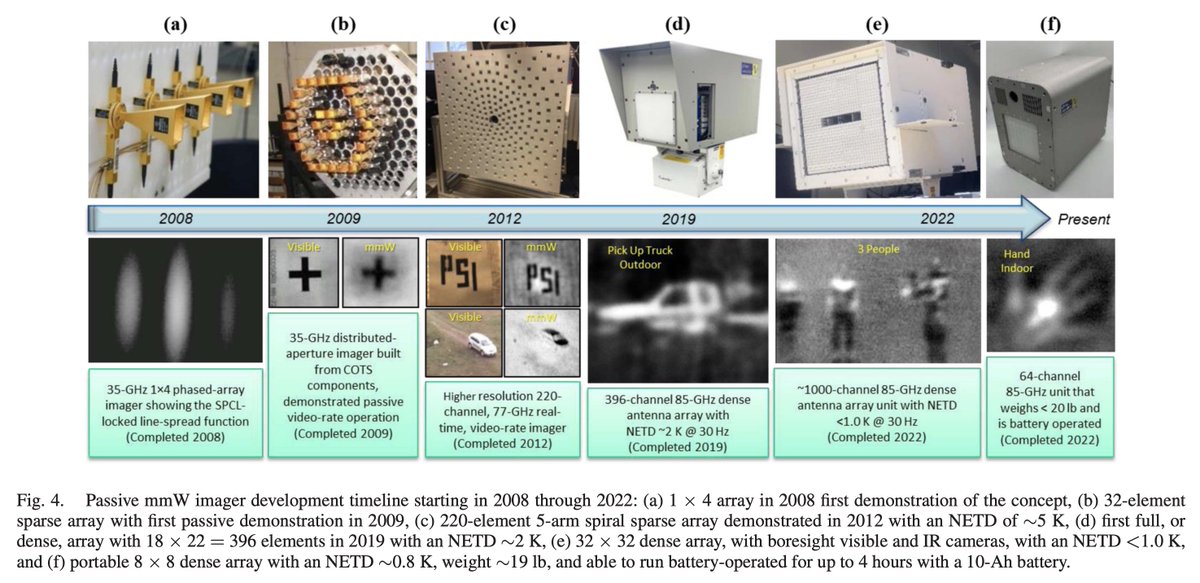 (a)
(b)
(c)
(d)
(e)
(f)
2008
2009
2012
2019
2022
Present
Visible
mmW
Visible
mmW
PSI
PSI
Visible
mmW
Pick Up Truck
Outdoor
3 People
Hand
Indoor
35-GHz 1×4 phased-array
imager showing the SPCL-
locked line-spread function
(Completed 2008)
35-GHz distributed-
aperture imager built
from COTS
components,
demonstrated passive
video-rate operation
(Completed 2009)
Higher resolution 220-
channel, 77-GHz real-
time, video-rate imager
(Completed 2012)
396-channel 85-GHz dense
antenna array with
NETD ~2 K @ 30 Hz
(Completed 2019)
~1000-channel 85-GHz dense
antenna array unit with NETD
<1.0 K @ 30 Hz
(Completed 2022)
64-channel
85-GHz unit that
weighs < 20 lb and
is battery operated
(Completed 2022)
Fig. 4. Passive mmW imager development timeline starting in 2008 through 2022: (a) 1 × 4 array in 2008 first demonstration of the concept, (b) 32-element
sparse array with first passive demonstration in 2009, (c) 220-element 5-arm spiral sparse array demonstrated in 2012 with an NETD of ∼5 K, (d) first full, or
dense, array with 18 × 22 = 396 elements in 2019 with an NETD ∼2 K, (e) 32 × 32 dense array, with boresight visible and IR cameras, with an NETD <1.0 K,
and (f) portable 8 × 8 dense array with an NETD ∼0.8 K, weight ∼19 lb, and able to run battery-operated for up to 4 hours with a 10-Ah battery.